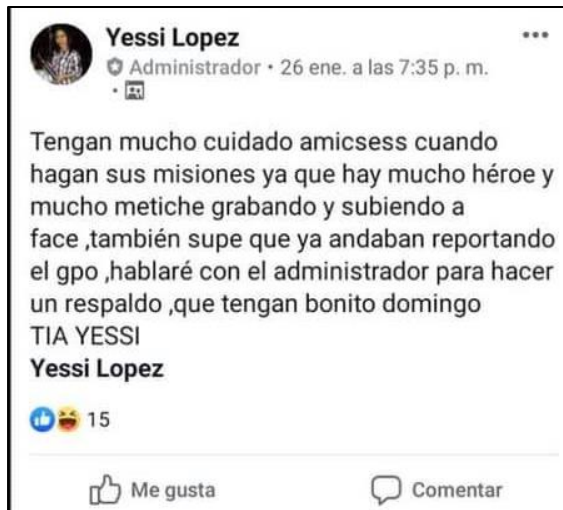 Yessi Lopez
Administrador • 26 ene. a las 7:35 p. m.
Tengan mucho cuidado amicsess cuando
hagan sus misiones ya que hay mucho héroe y
mucho metiche grabando y subiendo a
face ,también supe que ya andaban reportando
el gpo ,hablaré con el administrador para hacer
un respaldo ,que tengan bonito domingo
TIA YESSI
Yessi Lopez
15
Me gusta Comentar